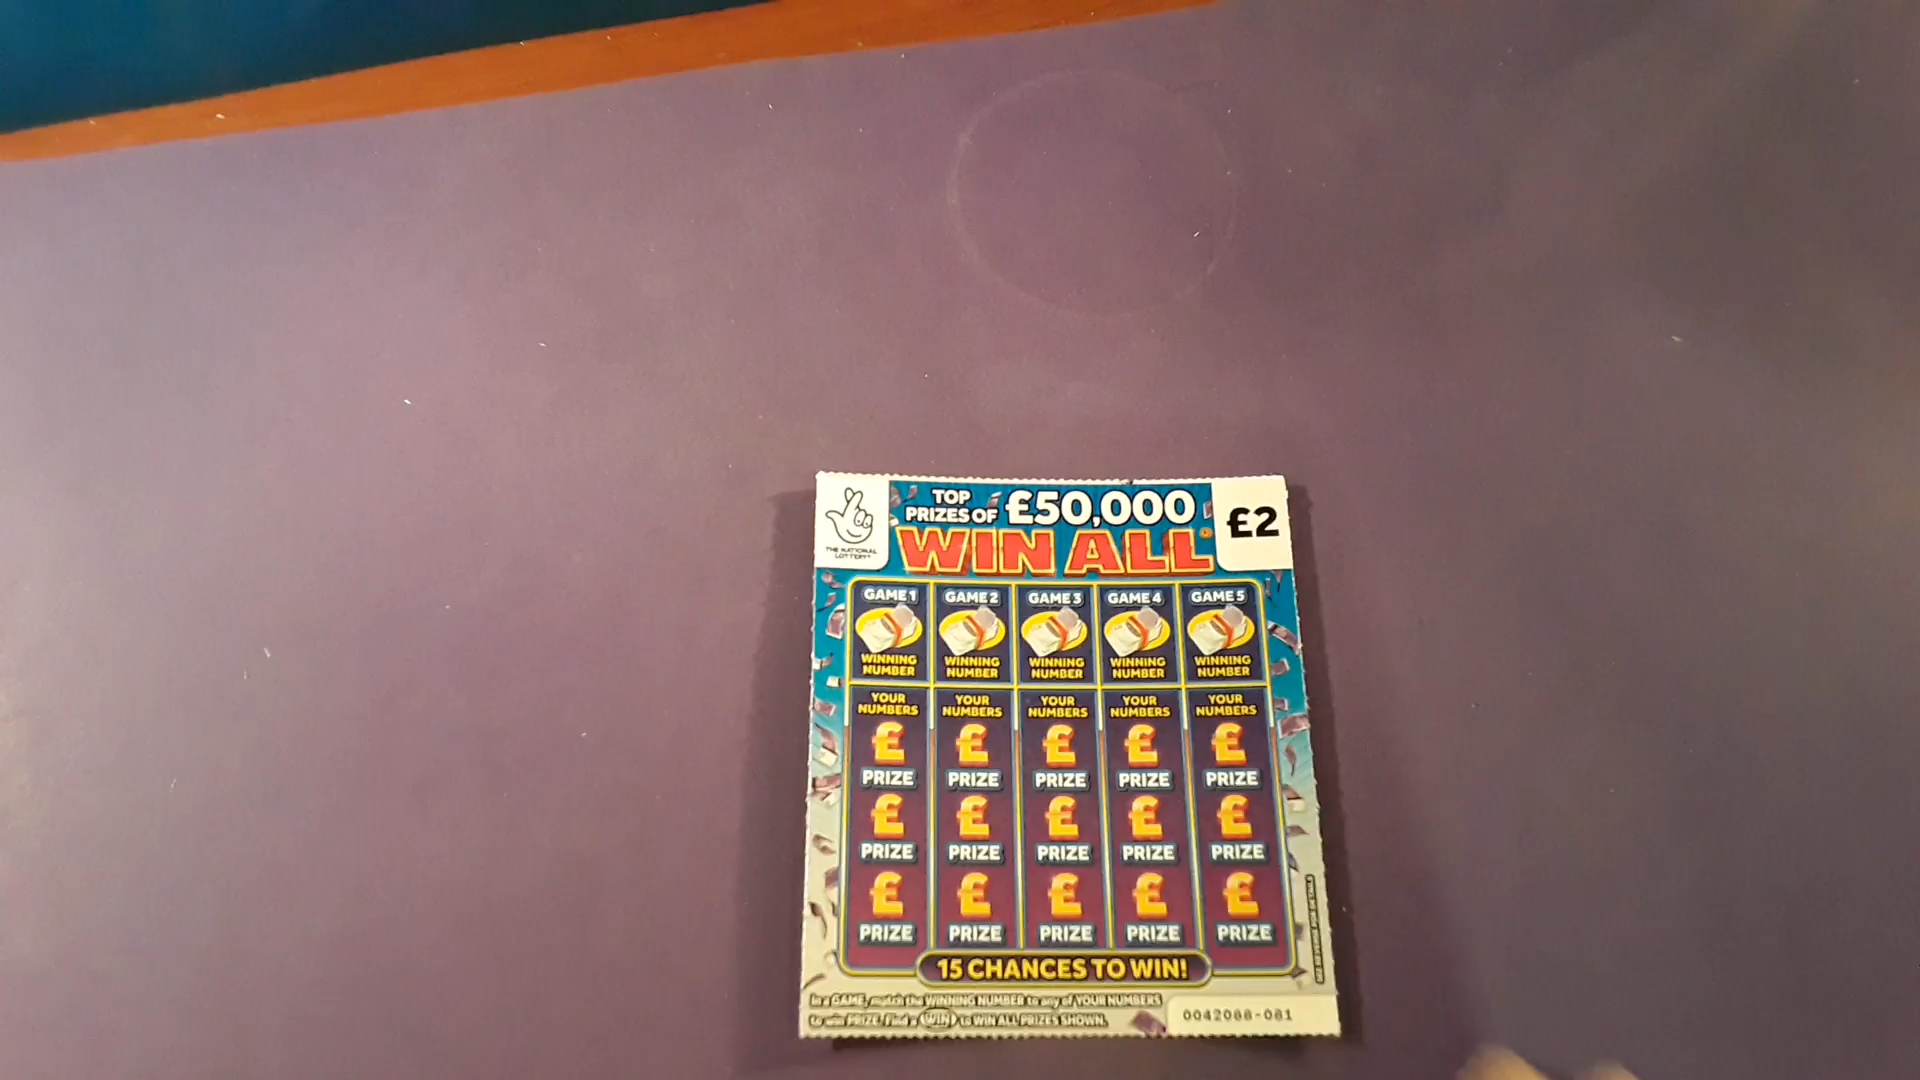 TOP
PRIZES OF £50,000
WIN ALL
£2
THE NATIONAL
LOTTERY®
GAME 1 GAME 2 GAME 3 GAME 4 GAME 5
WINNING WINNING WINNING WINNING WINNING
NUMBER NUMBER NUMBER NUMBER NUMBER
YOUR YOUR YOUR YOUR YOUR
NUMBERS NUMBERS NUMBERS NUMBERS NUMBERS
£ £ £ £ £
PRIZE PRIZE PRIZE PRIZE PRIZE
£ £ £ £ £
PRIZE PRIZE PRIZE PRIZE PRIZE
£ £ £ £ £
PRIZE PRIZE PRIZE PRIZE PRIZE
15 CHANCES TO WIN!
In a GAME, match the WINNING NUMBER to any of YOUR NUMBERS
to win PRIZE. Find a WIN to WIN ALL PRIZES SHOWN.
0042088-081
SEE REVERSE FOR DETAILS